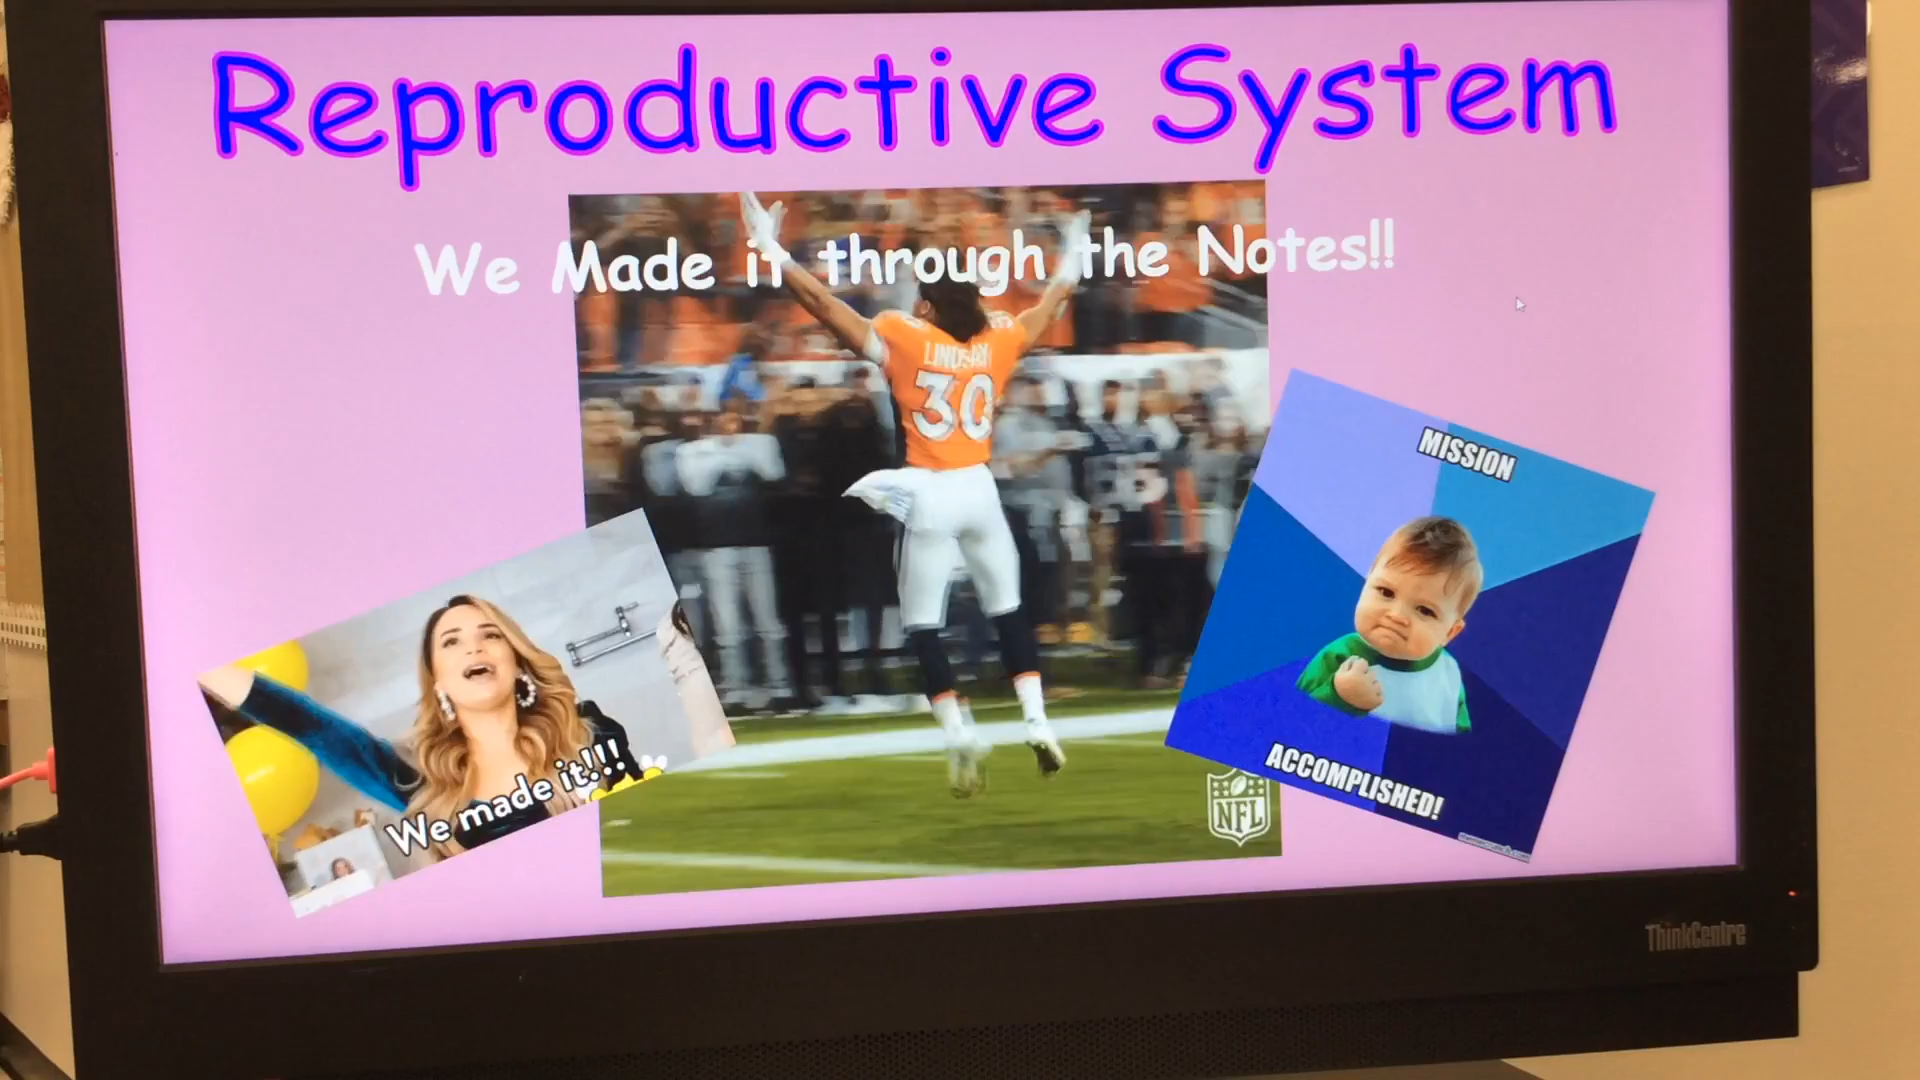 Reproductive System
We Made it through the Notes!!
LINDSAY
30
MISSION
ACCOMPLISHED!
We made it!!!
NFL
ThinkCentre